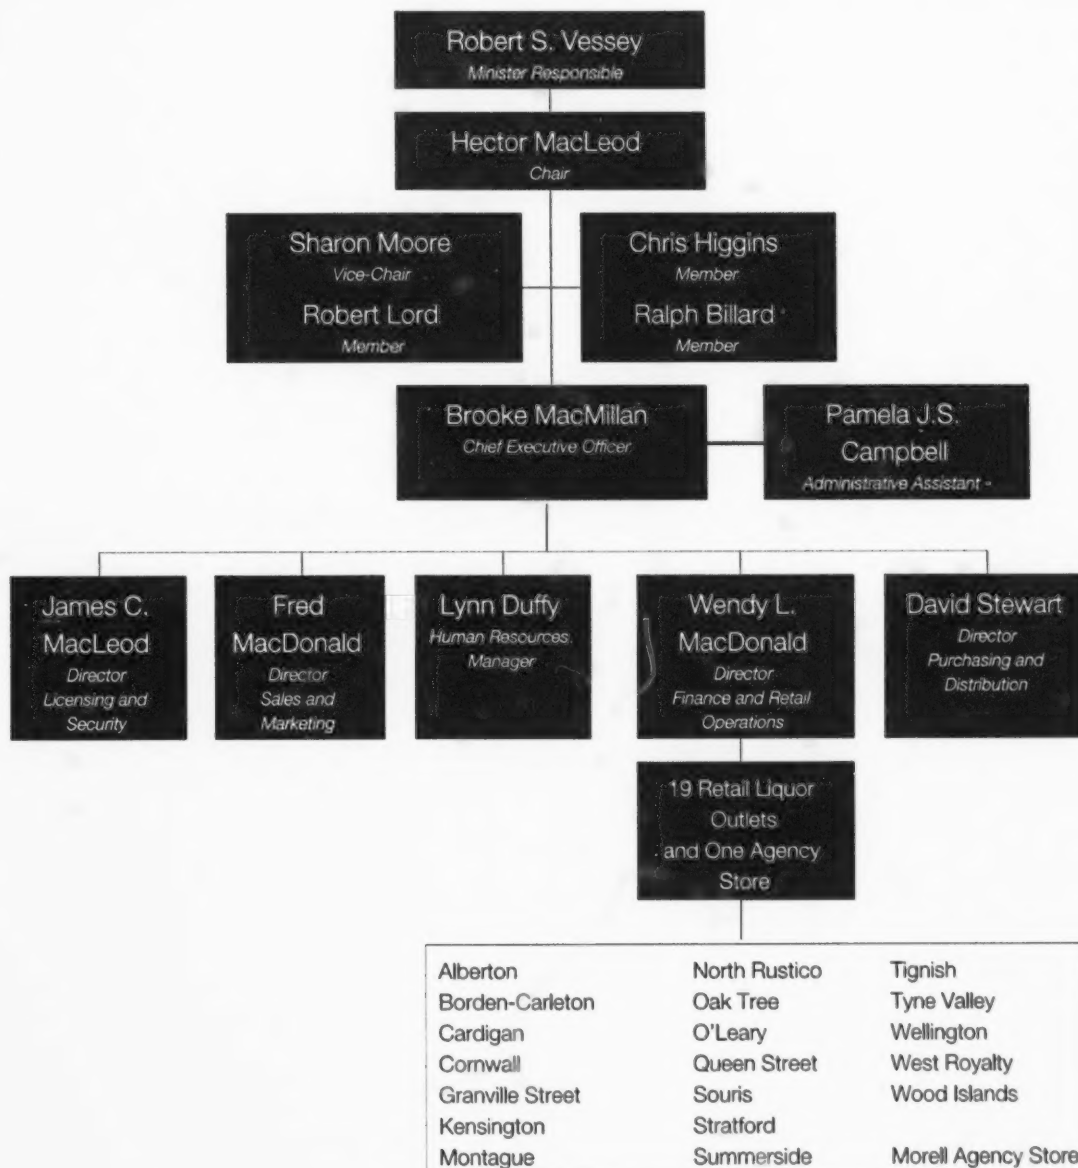 Robert S. Vessey
Minister Responsible
Hector MacLeod
Chair
Sharon Moore
Vice-Chair
Robert Lord
Member
Chris Higgins
Member
Ralph Billard
Member
Brooke MacMillan
Chief Executive Officer
Pamela J.S.
Campbell
Administrative Assistant
James C.
MacLeod
Director
Licensing and
Security
Fred
MacDonald
Director
Sales and
Marketing
Lynn Duffy
Human Resources
Manager
Wendy L.
MacDonald
Director
Finance and Retail
Operations
David Stewart
Director
Purchasing and
Distribution
19 Retail Liquor
Outlets
and One Agency
Store
Alberton
Borden-Carleton
Cardigan
Cornwall
Granville Street
Kensington
Montague
North Rustico
Oak Tree
O'Leary
Queen Street
Souris
Stratford
Summerside
Tignish
Tyne Valley
Wellington
West Royalty
Wood Islands
Morell Agency Store